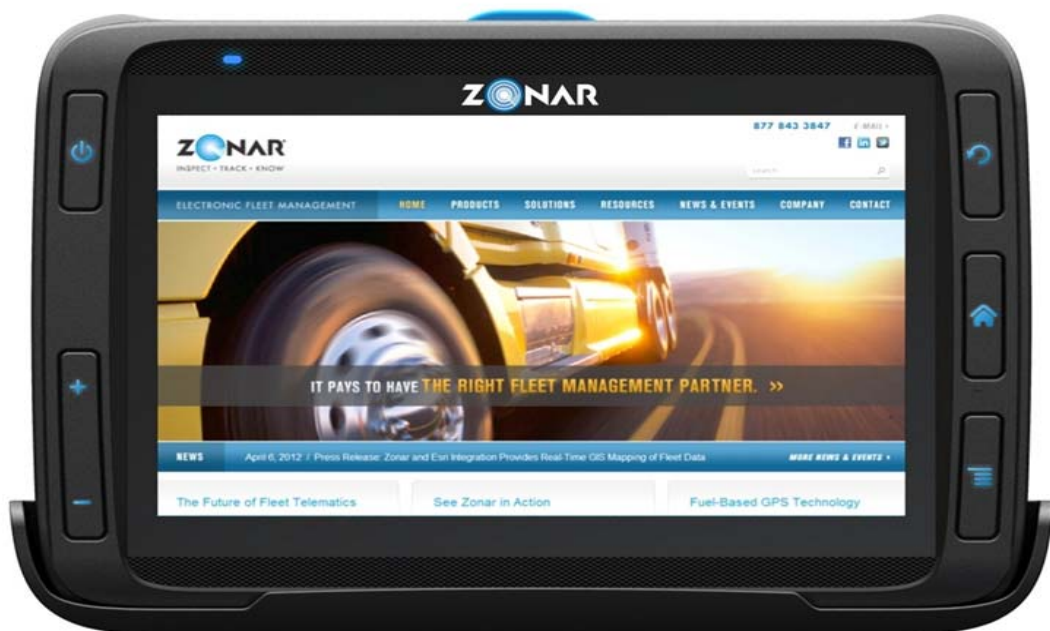 ZONAR
877 843 3847 E-MAIL
ZONAR
INSPECT • TRACK • KNOW
search
ELECTRONIC FLEET MANAGEMENT HOME PRODUCTS SOLUTIONS RESOURCES NEWS & EVENTS COMPANY CONTACT
IT PAYS TO HAVE THE RIGHT FLEET MANAGEMENT PARTNER. >>
NEWS April 6, 2012 / Press Release: Zonar and Esri Integration Provides Real-Time GIS Mapping of Fleet Data MORE NEWS & EVENTS
The Future of Fleet Telematics See Zonar in Action Fuel-Based GPS Technology